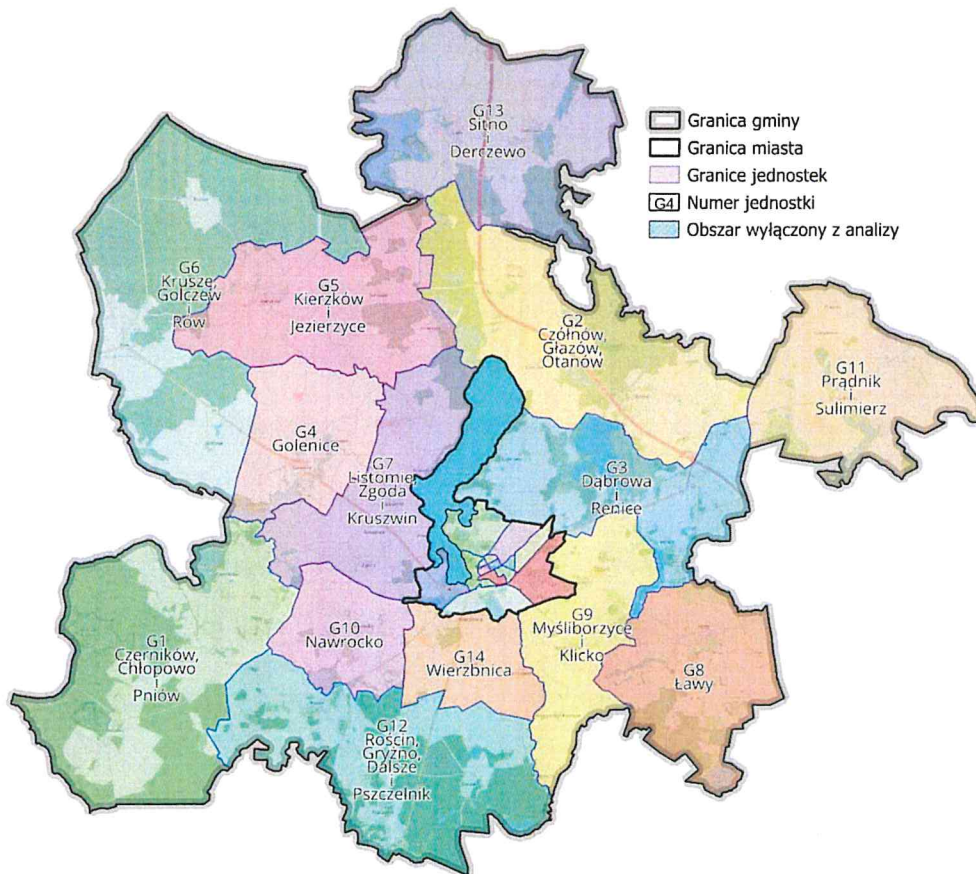 G13
Sitno
i
Derczewo
Granica gminy
Granica miasta
Granice jednostek
G4 Numer jednostki
Obszar wyłączony z analizy
G6
Krusze,
Golczew
i
Rów
G5
Kierzków
i
Jezierzyce
G2
Czółnów,
Głazów,
Otanów
G11
Prądnik
i
Sulimierz
G4
Golenice
G7
Listomie,
Zgoda
i
Kruszwin
G3
Dąbrowa
i
Renice
G1
Czerników,
Chłopowo
i
Pniów
G10
Nawrocko
G14
Wierzbnica
G9
Myśliborzyce
i
Klicko
G8
Ławy
G12
Rościn,
Gryżno,
Dalsze
i
Pszczelnik